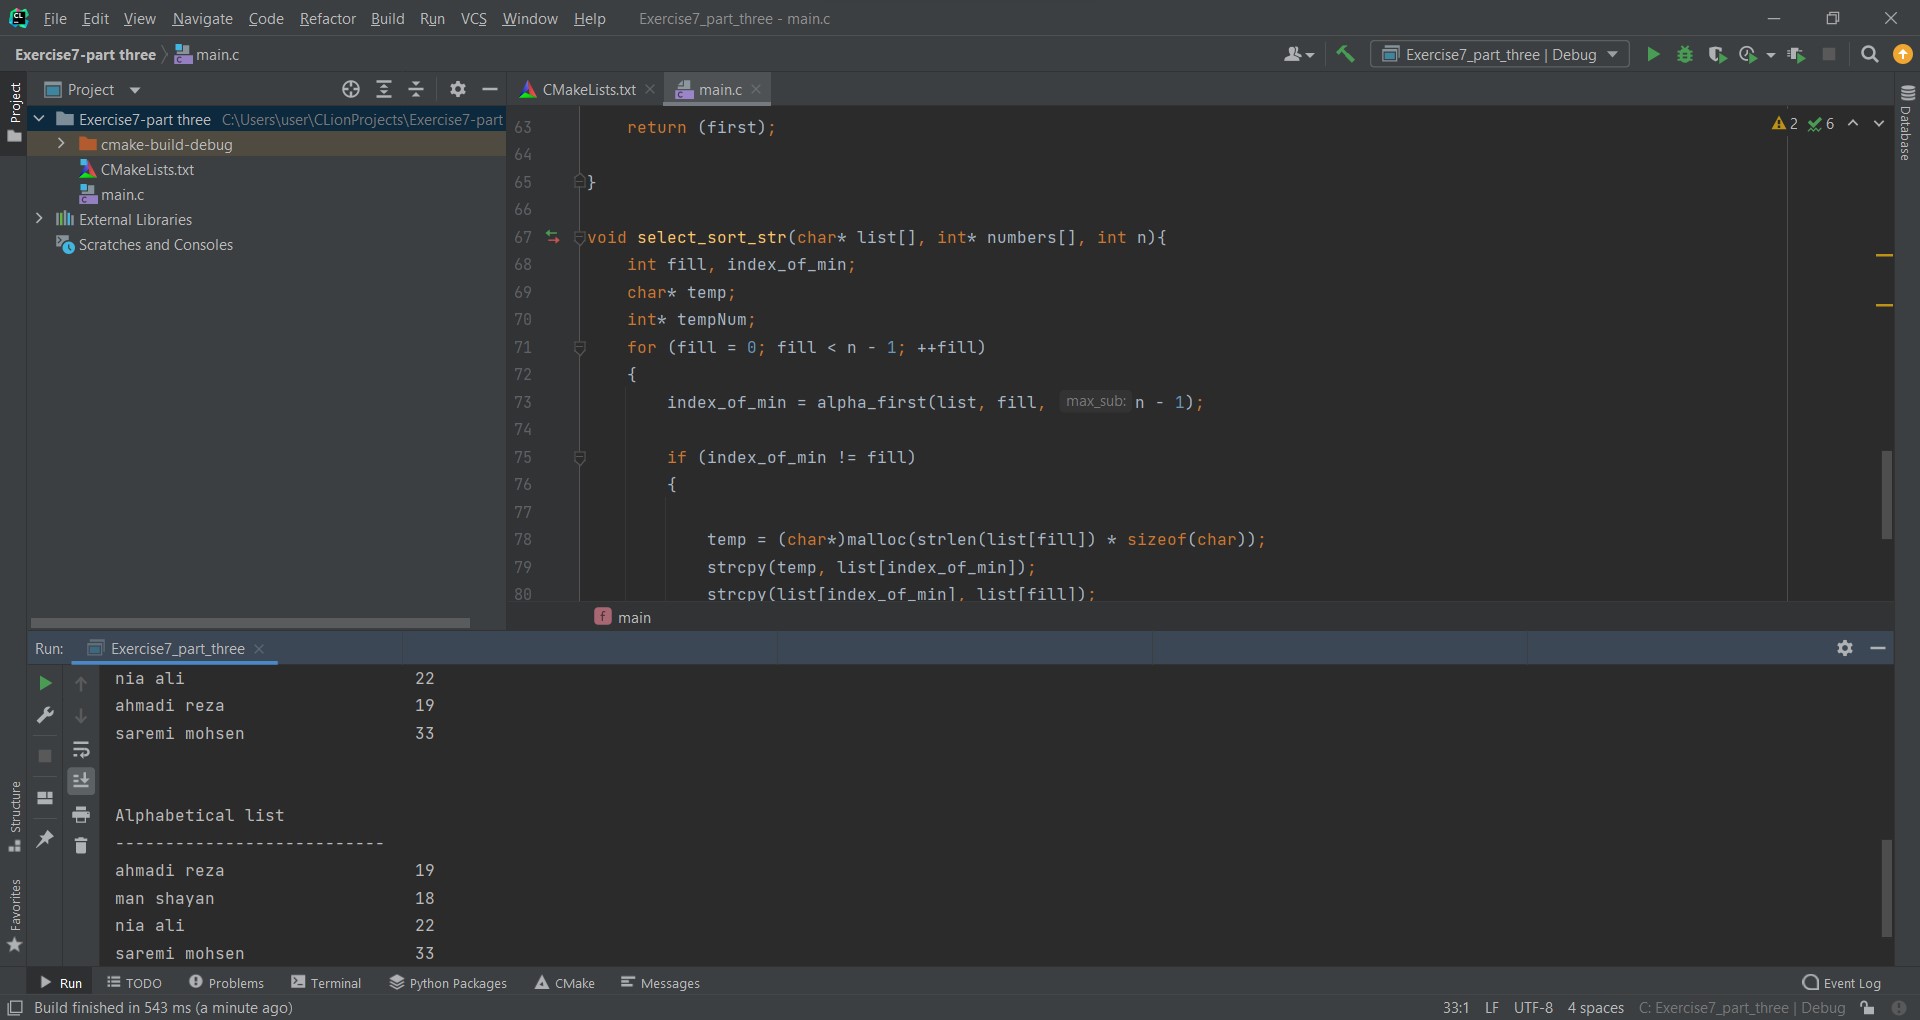 File Edit View Navigate Code Refactor Build Run VCS Window Help Exercise7_part_three - main.c
Exercise7-part three main.c Exercise7_part_three | Debug
Project
Project
CMakeLists.txt main.c
Exercise7-part three C:\Users\user\CLionProjects\Exercise7-part
cmake-build-debug
CMakeLists.txt
main.c
External Libraries
Scratches and Consoles
2 6
Database
63 return (first);
64
65 }
66
67 void select_sort_str(char* list[], int* numbers[], int n){
68 int fill, index_of_min;
69 char* temp;
70 int* tempNum;
71 for (fill = 0; fill < n - 1; ++fill)
72 {
73 index_of_min = alpha_first(list, fill, max_sub: n - 1);
74
75 if (index_of_min != fill)
76 {
77
78 temp = (char*)malloc(strlen(list[fill]) * sizeof(char));
79 strcpy(temp, list[index_of_min]);
80 strcpy(list[index_of_min], list[fill]);
f main
Run: Exercise7_part_three
nia ali 22
ahmadi reza 19
saremi mohsen 33
Alphabetical list
---------------------------
ahmadi reza 19
man shayan 18
nia ali 22
saremi mohsen 33
Structure
Favorites
Run TODO Problems Terminal Python Packages CMake Messages Event Log
Build finished in 543 ms (a minute ago) 33:1 LF UTF-8 4 spaces C: Exercise7_part_three | Debug